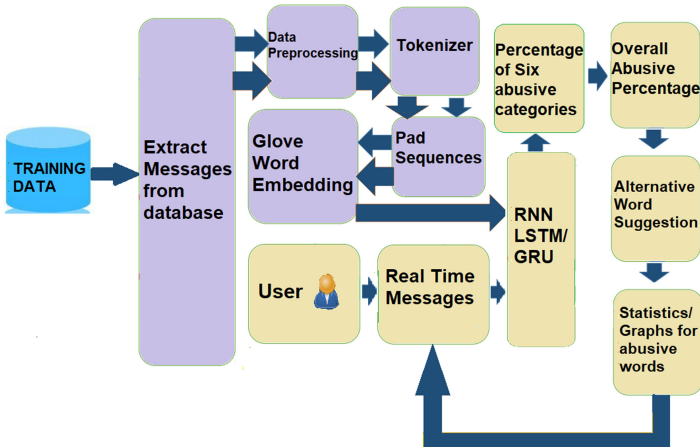 TRAINING
DATA
Extract
Messages
from
database
Data
Preprocessing
Tokenizer
Glove
Word
Embedding
Pad
Sequences
User
Real Time
Messages
RNN
LSTM/
GRU
Percentage
of Six
abusive
categories
Overall
Abusive
Percentage
Alternative
Word
Suggestion
Statistics/
Graphs for
abusive
words